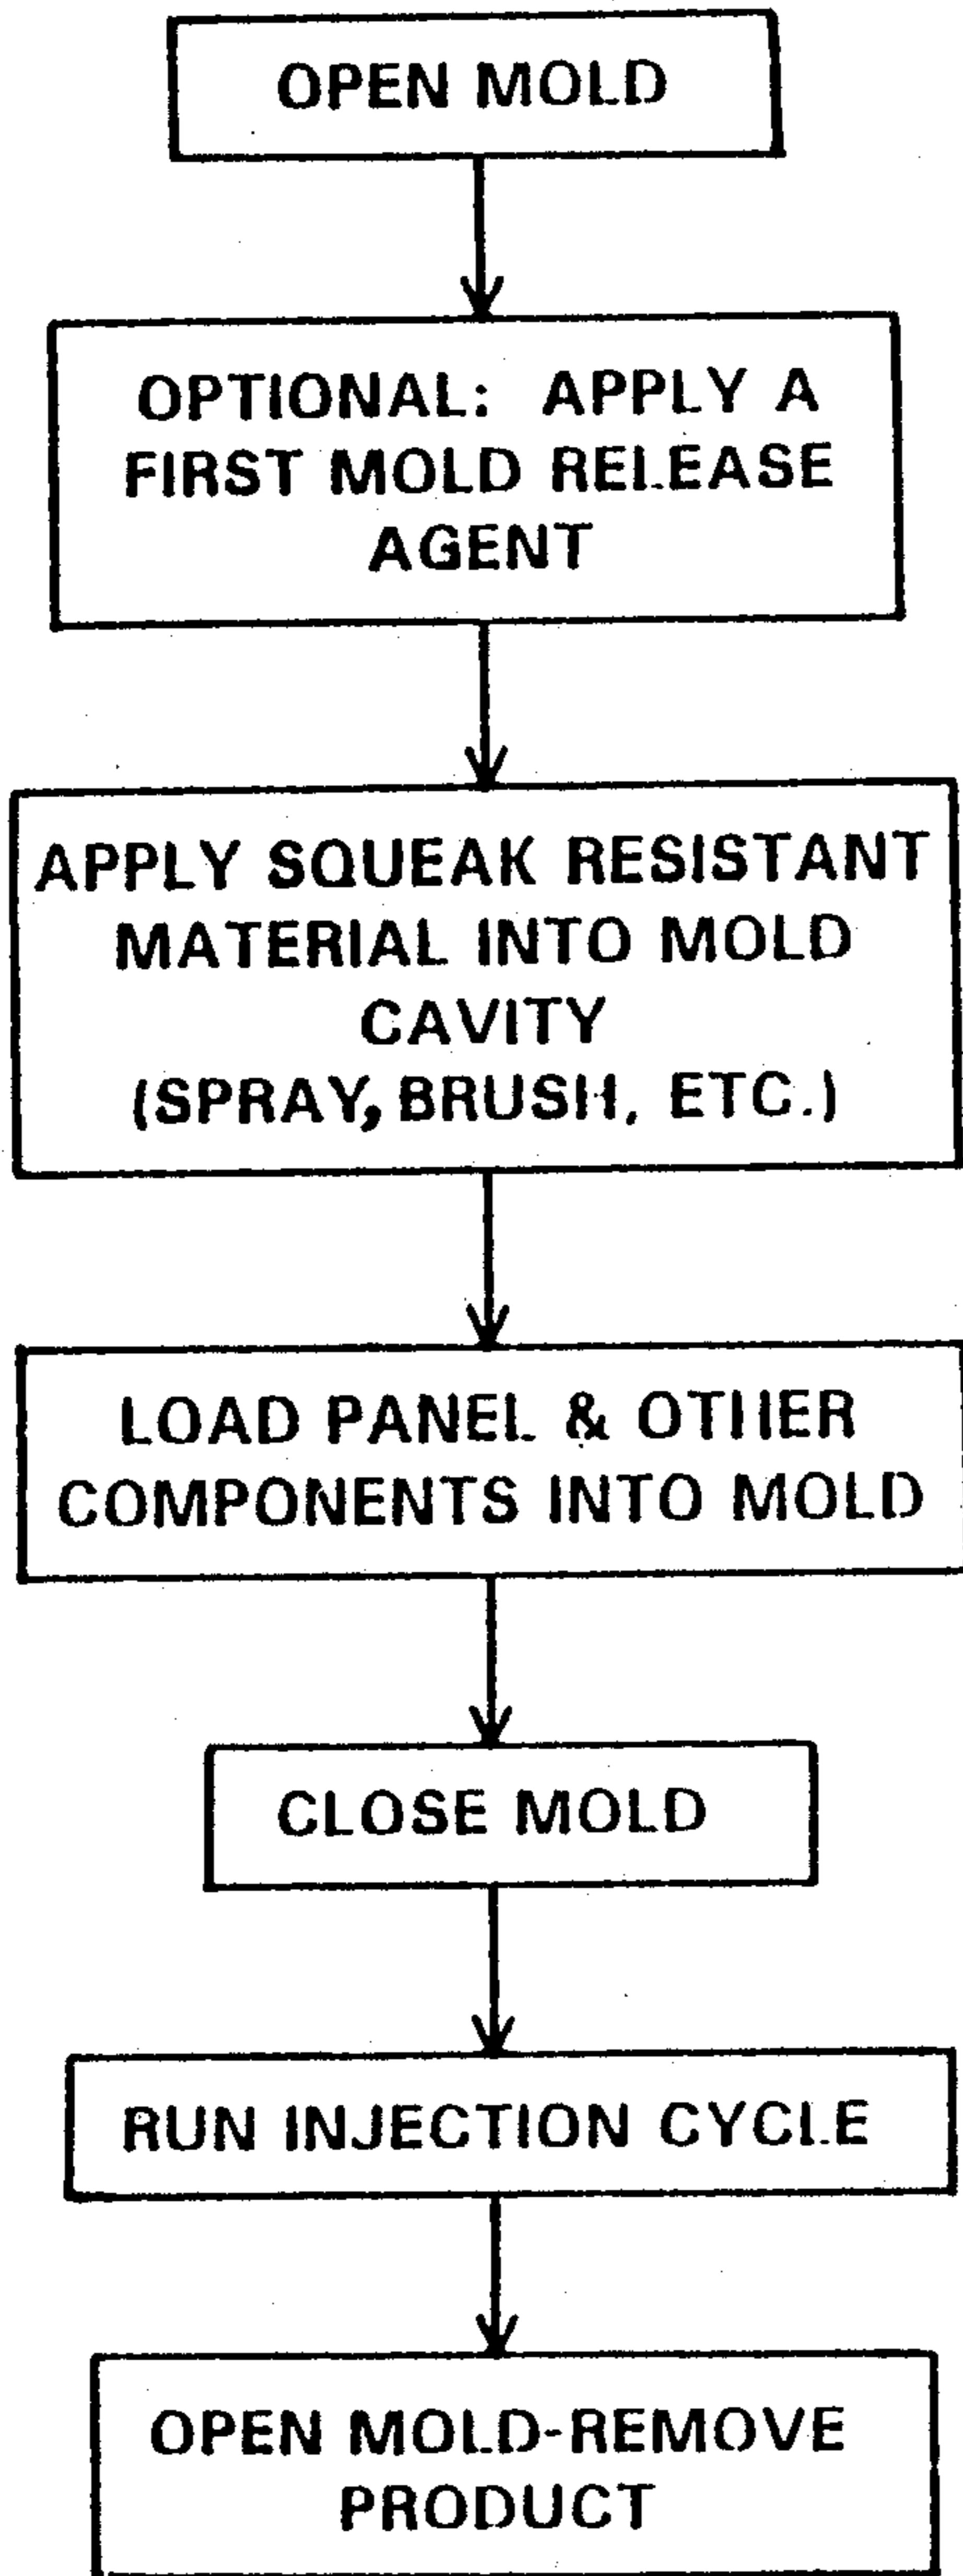 OPEN MOLD
OPTIONAL: APPLY A
FIRST MOLD RELEASE
AGENT
APPLY SQUEAK RESISTANT
MATERIAL INTO MOLD
CAVITY
(SPRAY, BRUSH, ETC.)
LOAD PANEL & OTHER
COMPONENTS INTO MOLD
CLOSE MOLD
RUN INJECTION CYCLE
OPEN MOLD-REMOVE
PRODUCT